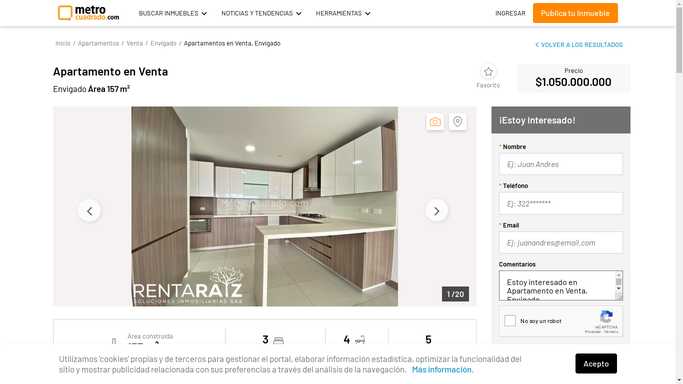 metro
cuadrado.com
BUSCAR INMUEBLES
NOTICIAS Y TENDENCIAS
HERRAMIENTAS
INGRESAR
Publica tu Inmueble
Inicio / Apartamentos / Venta / Envigado / Apartamentos en Venta, Envigado
VOLVER A LOS RESULTADOS
Apartamento en Venta
Envigado Área 157 m²
Favorito
Precio
$1.050.000.000
RENTARAIZ
SOLUCIONES INMOBILIARIAS SAS
1 / 20
¡Estoy Interesado!
* Nombre
Ej: Juan Andres
* Teléfono
Ej: 322*******
* Email
Ej: juanandres@email.com
Comentarios
Estoy interesado en
Apartamento en Venta,
Envigado
No soy un robot
reCAPTCHA
Privacidad - Términos
Área construida
3
4
5
Utilizamos 'cookies' propias y de terceros para gestionar el portal, elaborar información estadística, optimizar la funcionalidad del
sitio y mostrar publicidad relacionada con sus preferencias a través del análisis de la navegación. Más información.
Acepto